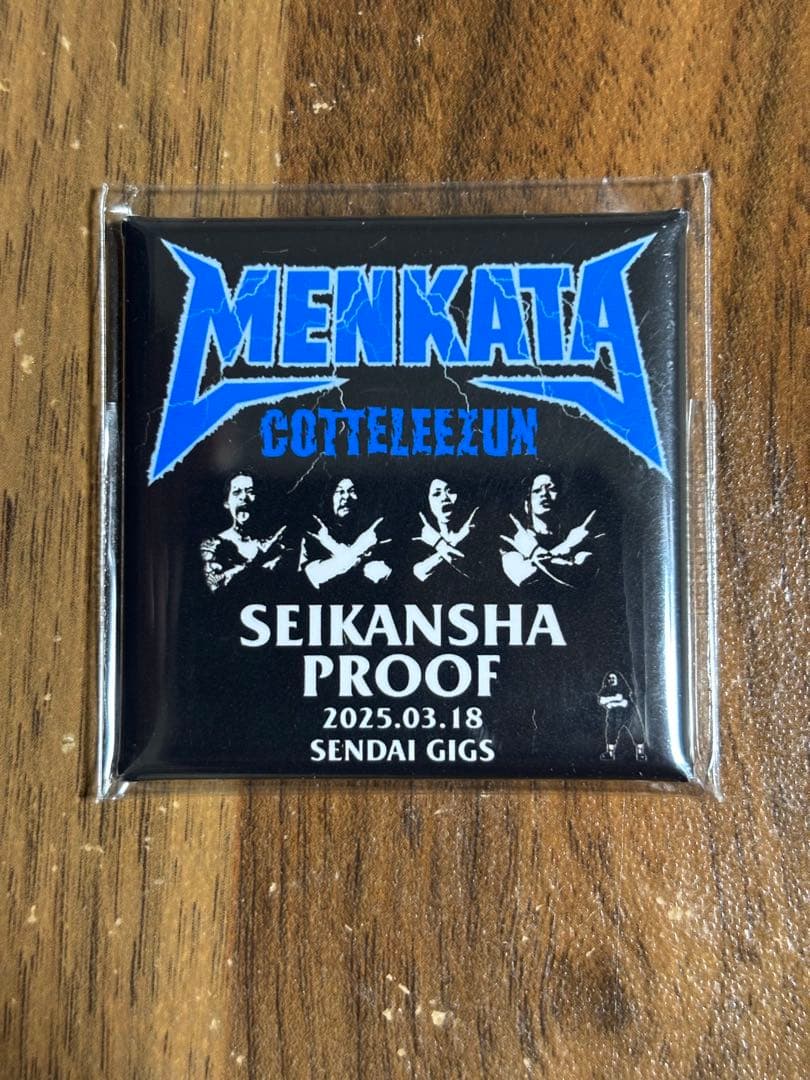 MENKATA
COTTELEEZUN
SEIKANSHA
PROOF
2025.03.18
SENDAI GIGS